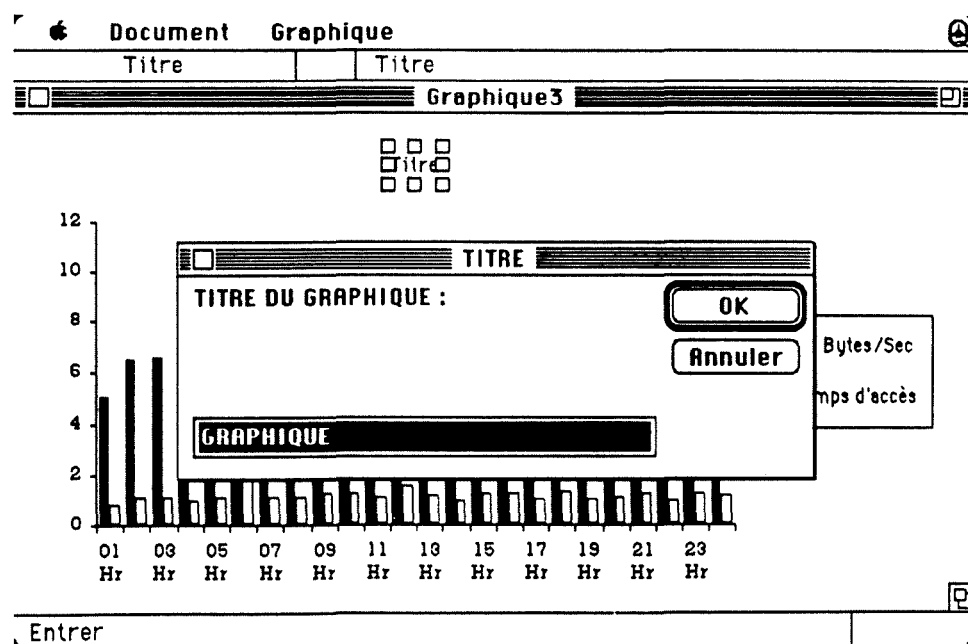 Document Graphique
Titre Titre
Graphique3
Titre
12
10
8
6
4
2
0
TITRE
TITRE DU GRAPHIQUE :
OK
Annuler
GRAPHIQUE
Bytes/Sec
mps d'accès
01 03 05 07 09 11 13 15 17 19 21 23
Hr Hr Hr Hr Hr Hr Hr Hr Hr Hr Hr Hr
Entrer